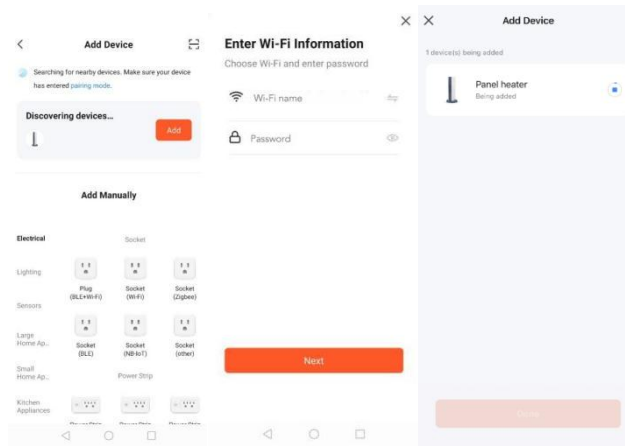 Add Device
Searching for nearby devices. Make sure your device
has entered pairing mode.
Discovering devices...
Add
Add Manually
Electrical
Socket
Lighting
Plug
(BLE+Wi-Fi)
Socket
(Wi-Fi)
Socket
(Zigbee)
Sensors
Large
Home Ap...
Socket
(BLE)
Socket
(NB-IoT)
Socket
(other)
Small
Home Ap...
Power Strip
Kitchen
Appliances
Enter Wi-Fi Information
Choose Wi-Fi and enter password
Wi-Fi name
Password
Next
Add Device
1 device(s) being added
Panel heater
Being added